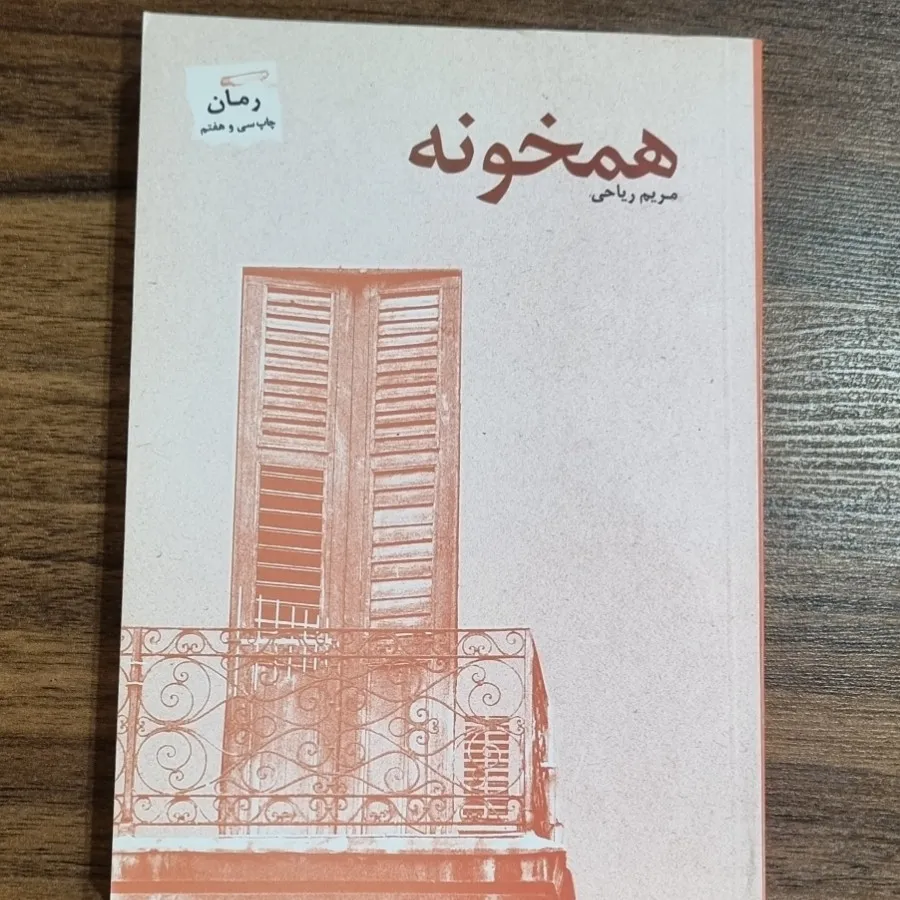 همخونه
مریم ریاحی
رمان
چاپ سی و هفتم